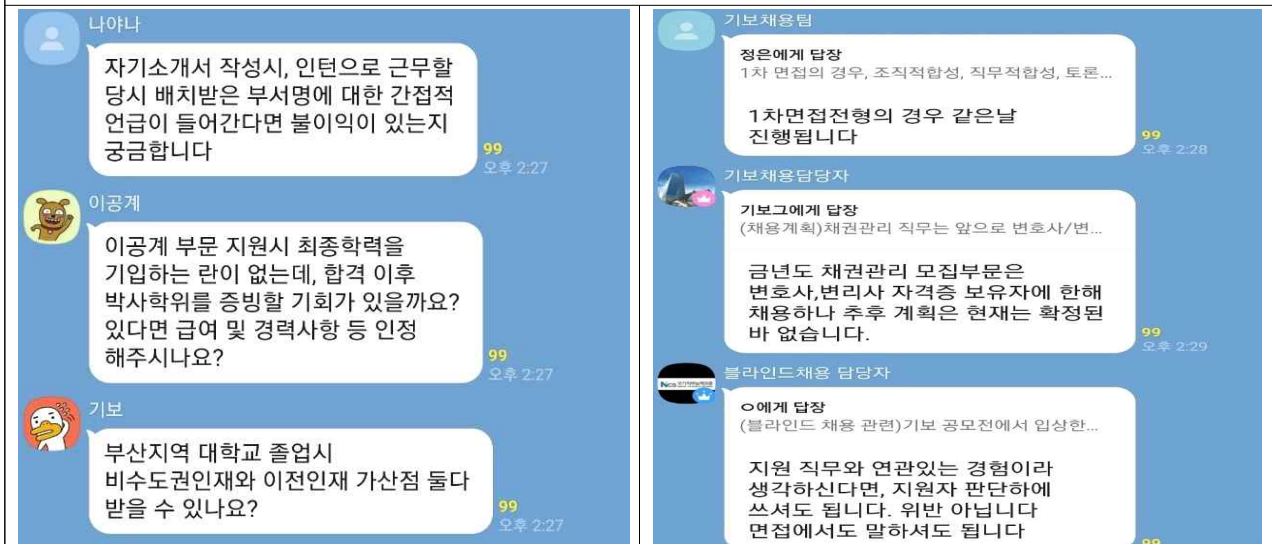 나야나
자기소개서 작성시, 인턴으로 근무할
당시 배치받은 부서명에 대한 간접적
언급이 들어간다면 불이익이 있는지
궁금합니다
99
오후 2:27
이공계
이공계 부문 지원시 최종학력을
기입하는 란이 없는데, 합격 이후
박사학위를 증빙할 기회가 있을까요?
있다면 급여 및 경력사항 등 인정
해주시나요?
99
오후 2:27
기보
부산지역 대학교 졸업시
비수도권인재와 이전인재 가산점 둘다
받을 수 있나요?
99
오후 2:27
기보채용팀
정은에게 답장
1차 면접의 경우, 조직적합성, 직무적합성, 토론...
1차면접전형의 경우 같은날
진행됩니다
99
오후 2:28
기보채용담당자
기보그에게 답장
(채용계획)채권관리 직무는 앞으로 변호사/변...
금년도 채권관리 모집부문은
변호사,변리사 자격증 보유자에 한해
채용하나 추후 계획은 현재는 확정된
바 없습니다.
99
오후 2:29
블라인드채용 담당자
ㅇ에게 답장
(블라인드 채용 관련)기보 공모전에서 입상한...
지원 직무와 연관있는 경험이라
생각하신다면, 지원자 판단하에
쓰셔도 됩니다. 위반 아닙니다
면접에서도 말하셔도 됩니다
99